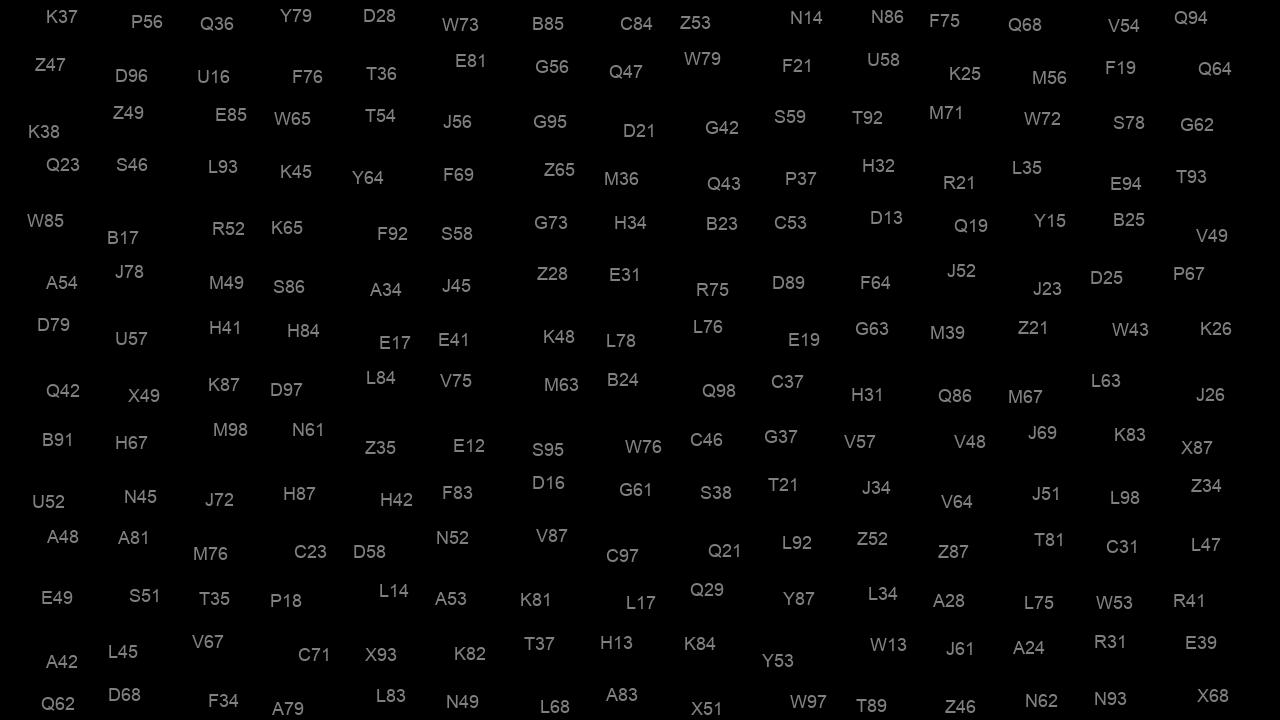 K37 P56 Q36 Y79 D28 W73 B85 C84 Z53 N14 N86 F75 Q68 V54 Q94
Z47 D96 U16 F76 T36 E81 G56 Q47 W79 F21 U58 K25 M56 F19 Q64
K38 Z49 E85 W65 T54 J56 G95 D21 G42 S59 T92 M71 W72 S78 G62
Q23 S46 L93 K45 Y64 F69 Z65 M36 Q43 P37 H32 R21 L35 E94 T93
W85 B17 R52 K65 F92 S58 G73 H34 B23 C53 D13 Q19 Y15 B25 V49
A54 J78 M49 S86 A34 J45 Z28 E31 R75 D89 F64 J52 J23 D25 P67
D79 U57 H41 H84 E17 E41 K48 L78 L76 E19 G63 M39 Z21 W43 K26
Q42 X49 K87 D97 L84 V75 M63 B24 Q98 C37 H31 Q86 M67 L63 J26
B91 H67 M98 N61 Z35 E12 S95 W76 C46 G37 V57 V48 J69 K83 X87
U52 N45 J72 H87 H42 F83 D16 G61 S38 T21 J34 V64 J51 L98 Z34
A48 A81 M76 C23 D58 N52 V87 C97 Q21 L92 Z52 Z87 T81 C31 L47
E49 S51 T35 P18 L14 A53 K81 L17 Q29 Y87 L34 A28 L75 W53 R41
A42 L45 V67 C71 X93 K82 T37 H13 K84 Y53 W13 J61 A24 R31 E39
Q62 D68 F34 A79 L83 N49 L68 A83 X51 W97 T89 Z46 N62 N93 X68